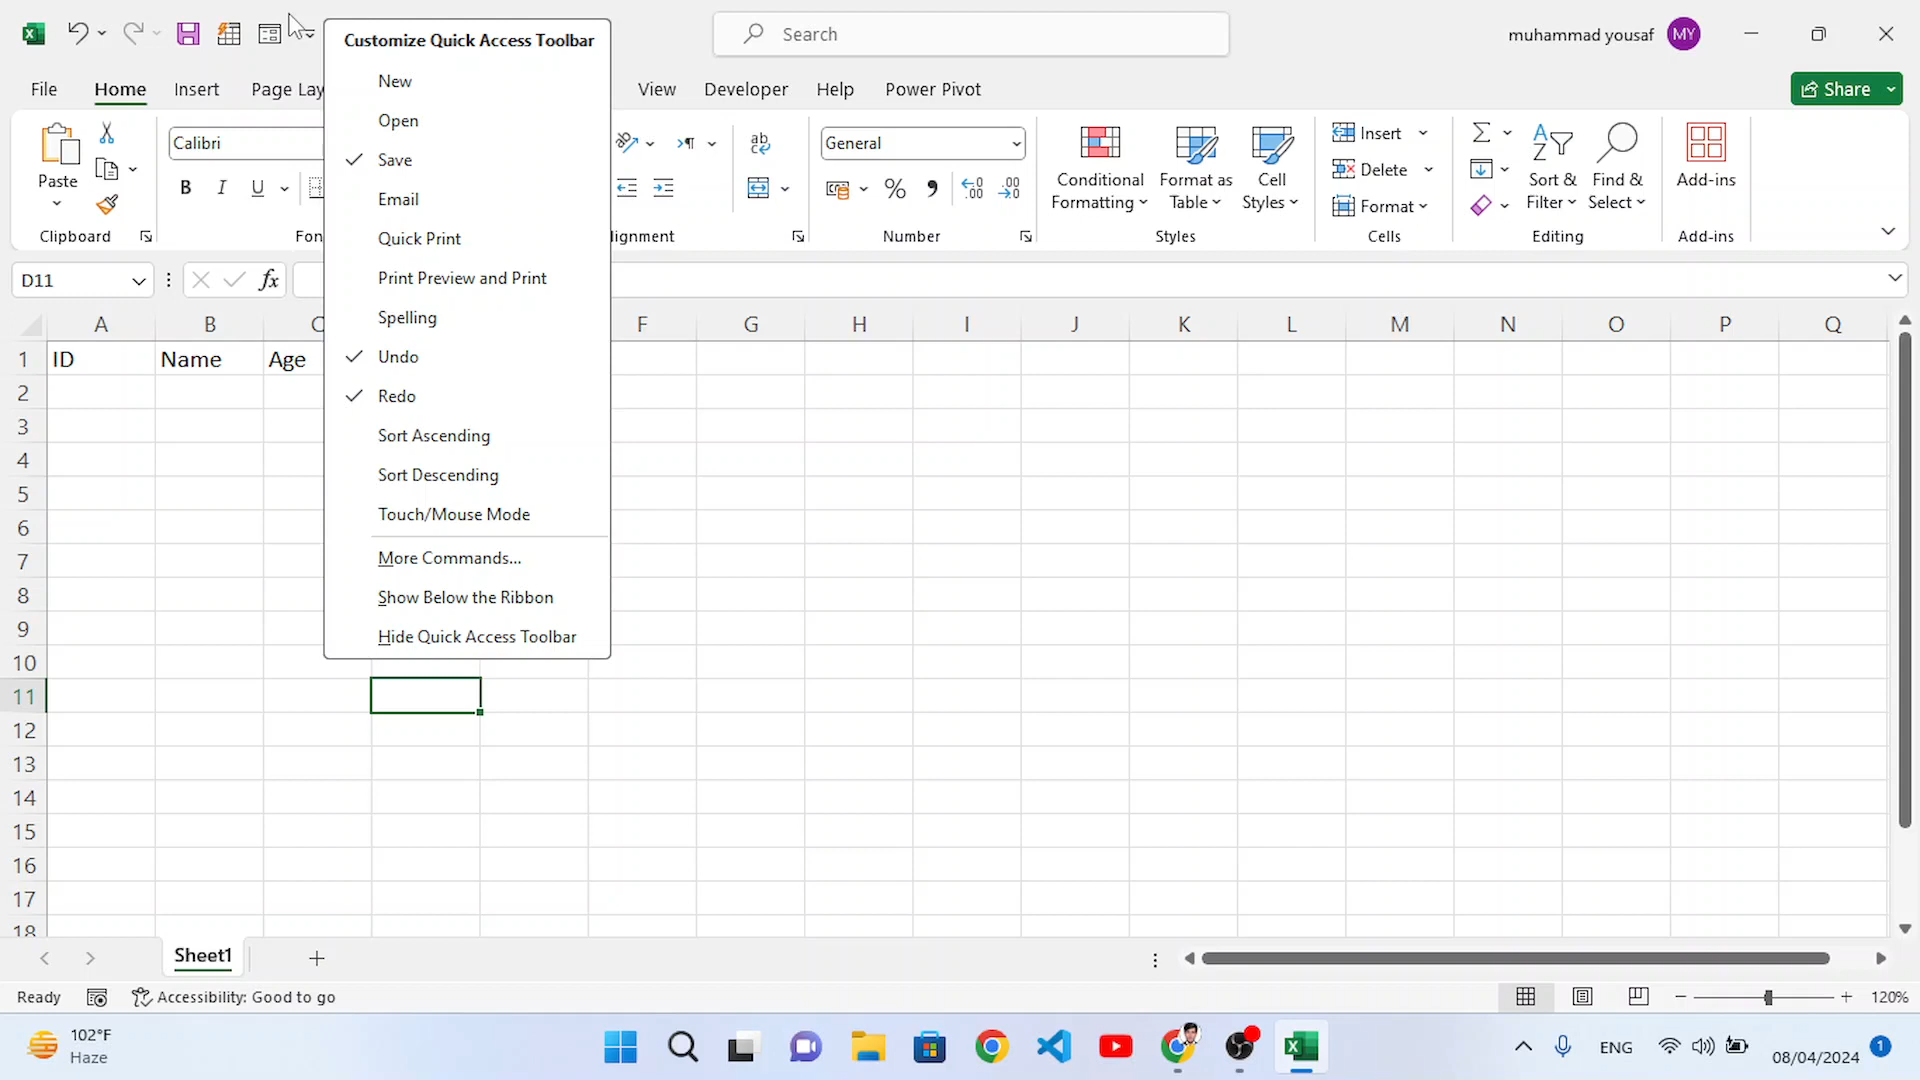 Search
muhammad yousaf
MY
Customize Quick Access Toolbar
New
Open
Save
Email
Quick Print
Print Preview and Print
Spelling
Undo
Redo
Sort Ascending
Sort Descending
Touch/Mouse Mode
More Commands...
Show Below the Ribbon
Hide Quick Access Toolbar
File Home Insert Page Lay View Developer Help Power Pivot
Share
Paste
Clipboard
Calibri
B I U
Fon
lignment
ab
General
% 9
Number
Conditional Formatting
Format as Table
Cell Styles
Styles
Insert
Delete
Format
Cells
Sort & Filter
Find & Select
Editing
Add-ins
Add-ins
D11
fx
A B C F G H I J K L M N O P Q
1 ID Name Age
2
3
4
5
6
7
8
9
10
11
12
13
14
15
16
17
18
Sheet1
Ready
Accessibility: Good to go
120%
102°F
Haze
ENG
08/04/2024
1